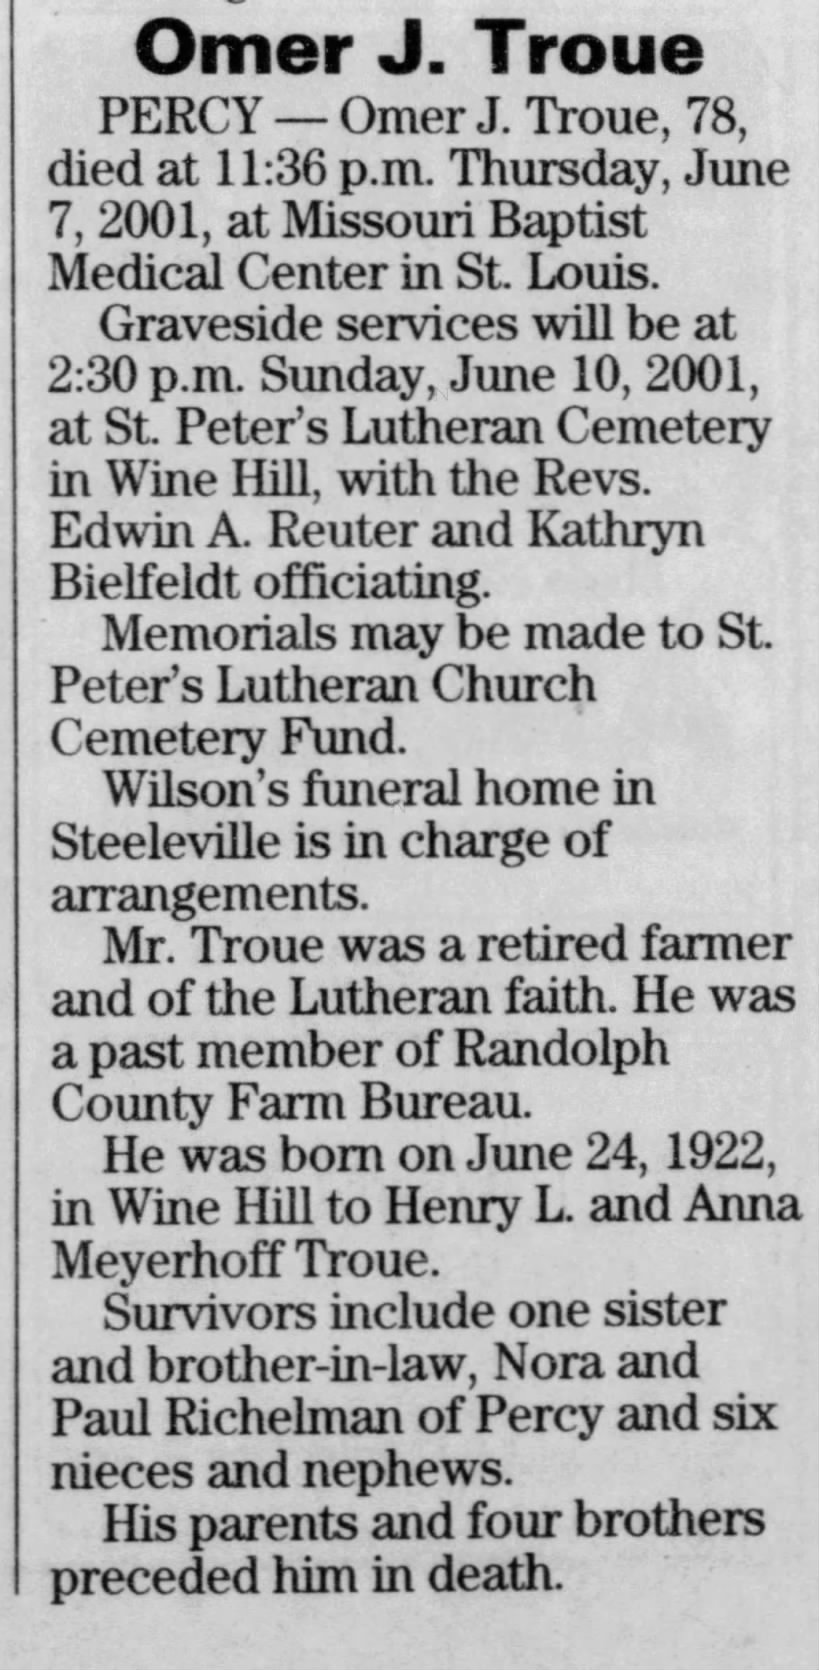 Omer J. Troue
PERCY — Omer J. Troue, 78,
died at 11:36 p.m. Thursday, June
7, 2001, at Missouri Baptist
Medical Center in St. Louis.
Graveside services will be at
2:30 p.m. Sunday, June 10, 2001,
at St. Peter's Lutheran Cemetery
in Wine Hill, with the Revs.
Edwin A. Reuter and Kathryn
Bielfeldt officiating.
Memorials may be made to St.
Peter's Lutheran Church
Cemetery Fund.
Wilson's funeral home in
Steeleville is in charge of
arrangements.
Mr. Troue was a retired farmer
and of the Lutheran faith. He was
a past member of Randolph
County Farm Bureau.
He was born on June 24, 1922,
in Wine Hill to Henry L. and Anna
Meyerhoff Troue.
Survivors include one sister
and brother-in-law, Nora and
Paul Richelman of Percy and six
nieces and nephews.
His parents and four brothers
preceded him in death.